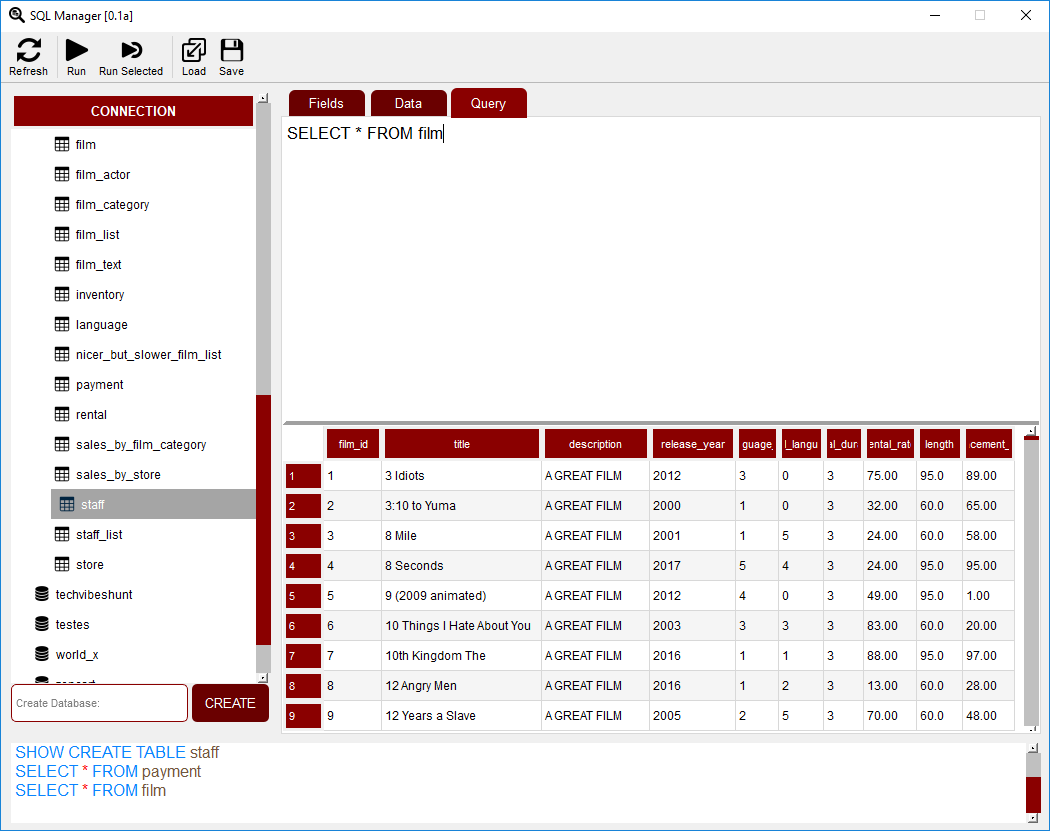 SQL Manager [0.1a]
Refresh Run Run Selected Load Save
CONNECTION
film
film_actor
film_category
film_list
film_text
inventory
language
nicer_but_slower_film_list
payment
rental
sales_by_film_category
sales_by_store
staff
staff_list
store
techvibeshunt
testes
world_x
Create Database: CREATE
Fields Data Query
SELECT * FROM film
film_id title description release_year guage_ l_langu al_dura ental_rate length cement_
1 1 3 Idiots A GREAT FILM 2012 3 0 3 75.00 95.0 89.00
2 2 3:10 to Yuma A GREAT FILM 2000 1 0 3 32.00 60.0 65.00
3 3 8 Mile A GREAT FILM 2001 1 5 3 24.00 60.0 58.00
4 4 8 Seconds A GREAT FILM 2017 5 4 3 24.00 95.0 95.00
5 5 9 (2009 animated) A GREAT FILM 2012 4 0 3 49.00 95.0 1.00
6 6 10 Things I Hate About You A GREAT FILM 2003 3 3 3 83.00 60.0 20.00
7 7 10th Kingdom The A GREAT FILM 2016 1 1 3 88.00 95.0 97.00
8 8 12 Angry Men A GREAT FILM 2016 1 2 3 13.00 60.0 28.00
9 9 12 Years a Slave A GREAT FILM 2005 2 5 3 70.00 60.0 48.00
SHOW CREATE TABLE staff
SELECT * FROM payment
SELECT * FROM film